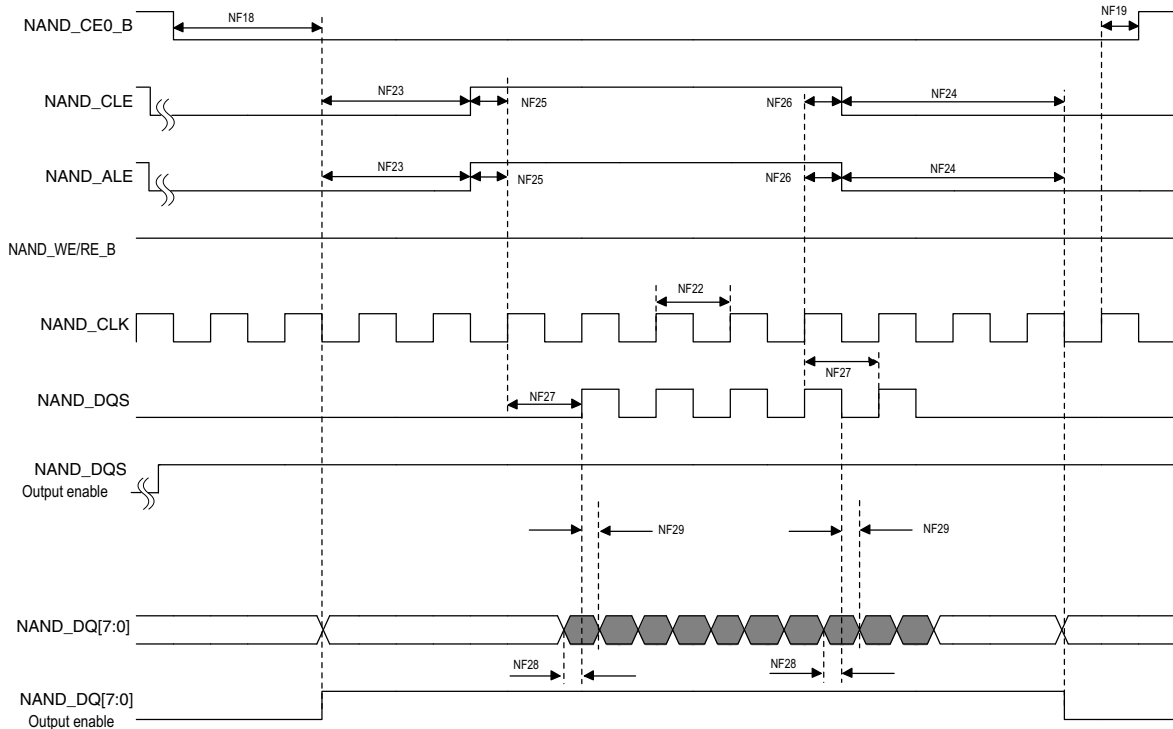 NF18
NF19
NAND_CE0_B
NF23
NF25
NF26
NF24
NAND_CLE
NF23
NF25
NF26
NF24
NAND_ALE
NAND_WE/RE_B
NF22
NAND_CLK
NF27
NF27
NAND_DQS
NAND_DQS
Output enable
NF29
NF29
NAND_DQ[7:0]
NF28
NF28
NAND_DQ[7:0]
Output enable